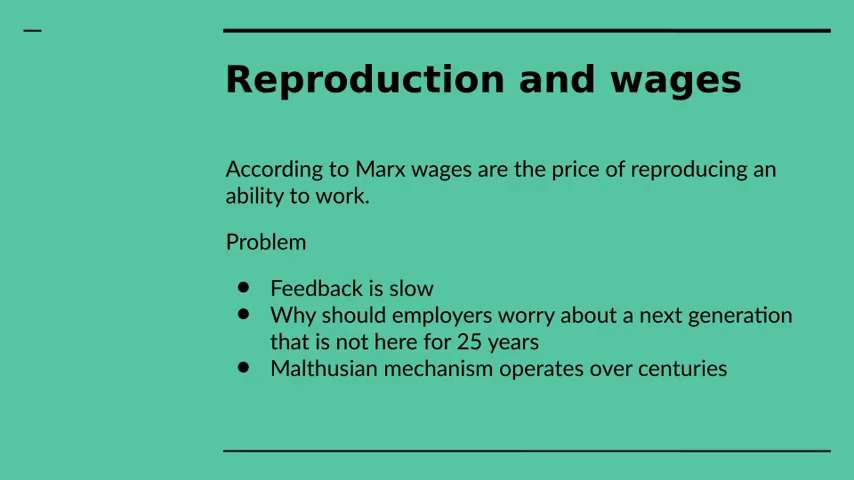 Reproduction and wages
According to Marx wages are the price of reproducing an
ability to work.
Problem
● Feedback is slow
● Why should employers worry about a next generation
that is not here for 25 years
● Malthusian mechanism operates over centuries